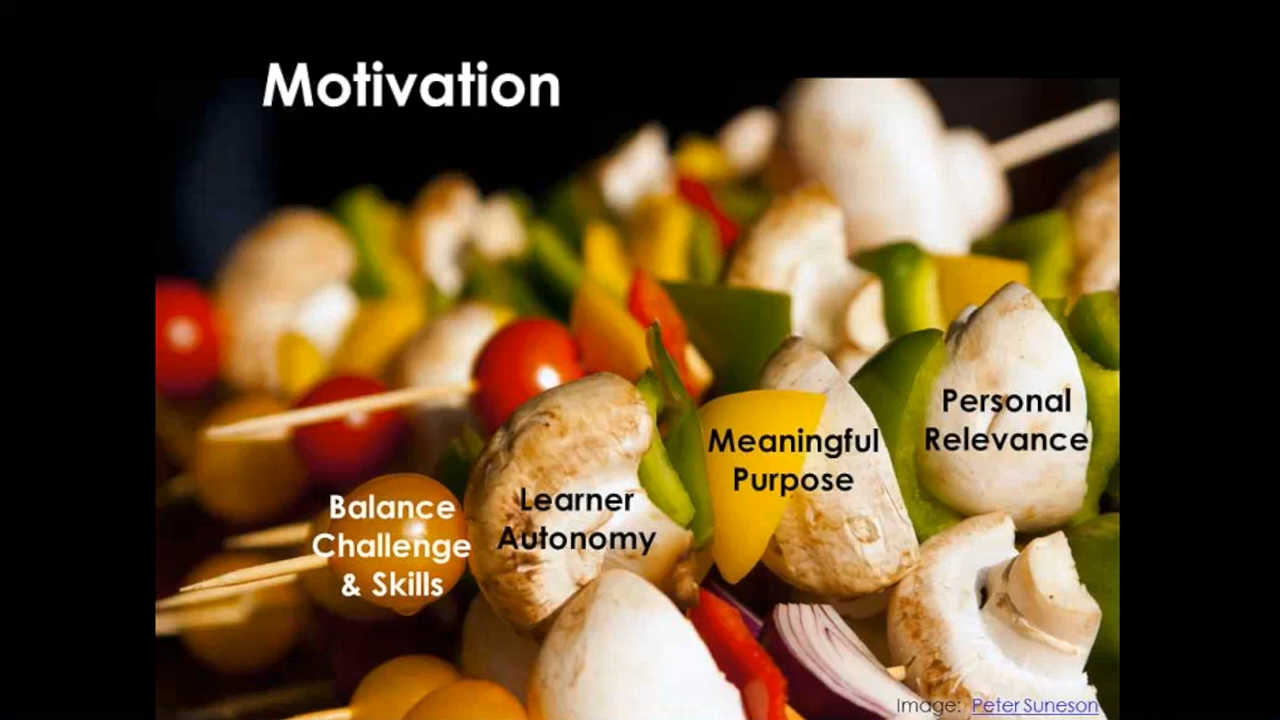 Motivation
Personal
Relevance
Meaningful
Purpose
Learner
Autonomy
Balance
Challenge
& Skills
Image: Peter Suneson